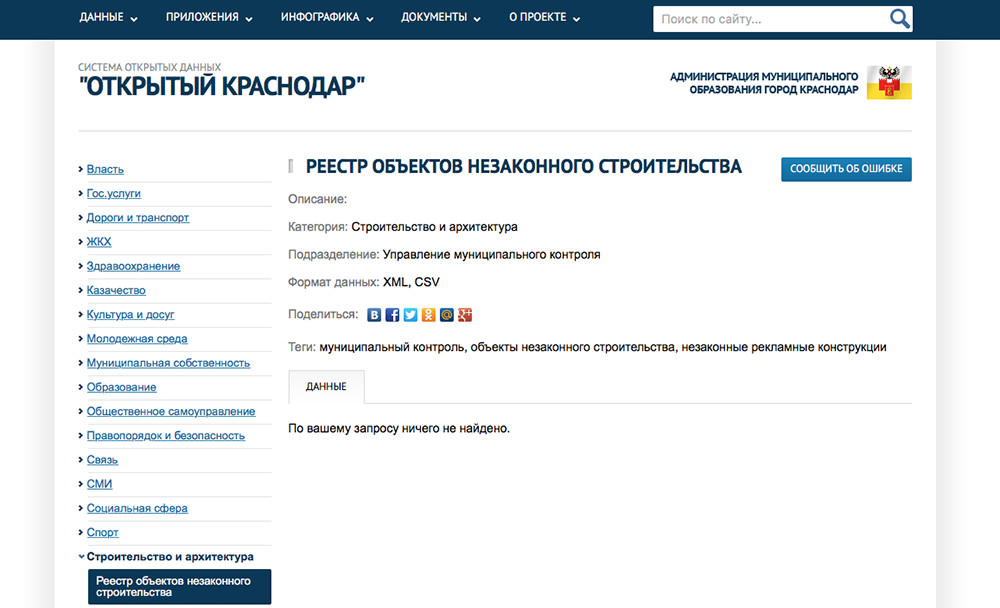 ДАННЫЕ ПРИЛОЖЕНИЯ ИНФОГРАФИКА ДОКУМЕНТЫ О ПРОЕКТЕ Поиск по сайту...
СИСТЕМА ОТКРЫТЫХ ДАННЫХ
"ОТКРЫТЫЙ КРАСНОДАР"
АДМИНИСТРАЦИЯ МУНИЦИПАЛЬНОГО
ОБРАЗОВАНИЯ ГОРОД КРАСНОДАР
Власть
Гос.услуги
Дороги и транспорт
ЖКХ
Здравоохранение
Казачество
Культура и досуг
Молодежная среда
Муниципальная собственность
Образование
Общественное самоуправление
Правопорядок и безопасность
Связь
СМИ
Социальная сфера
Спорт
Строительство и архитектура
Реестр объектов незаконного
строительства
РЕЕСТР ОБЪЕКТОВ НЕЗАКОННОГО СТРОИТЕЛЬСТВА
СООБЩИТЬ ОБ ОШИБКЕ
Описание:
Категория: Строительство и архитектура
Подразделение: Управление муниципального контроля
Формат данных: XML, CSV
Поделиться:
Теги: муниципальный контроль, объекты незаконного строительства, незаконные рекламные конструкции
ДАННЫЕ
По вашему запросу ничего не найдено.